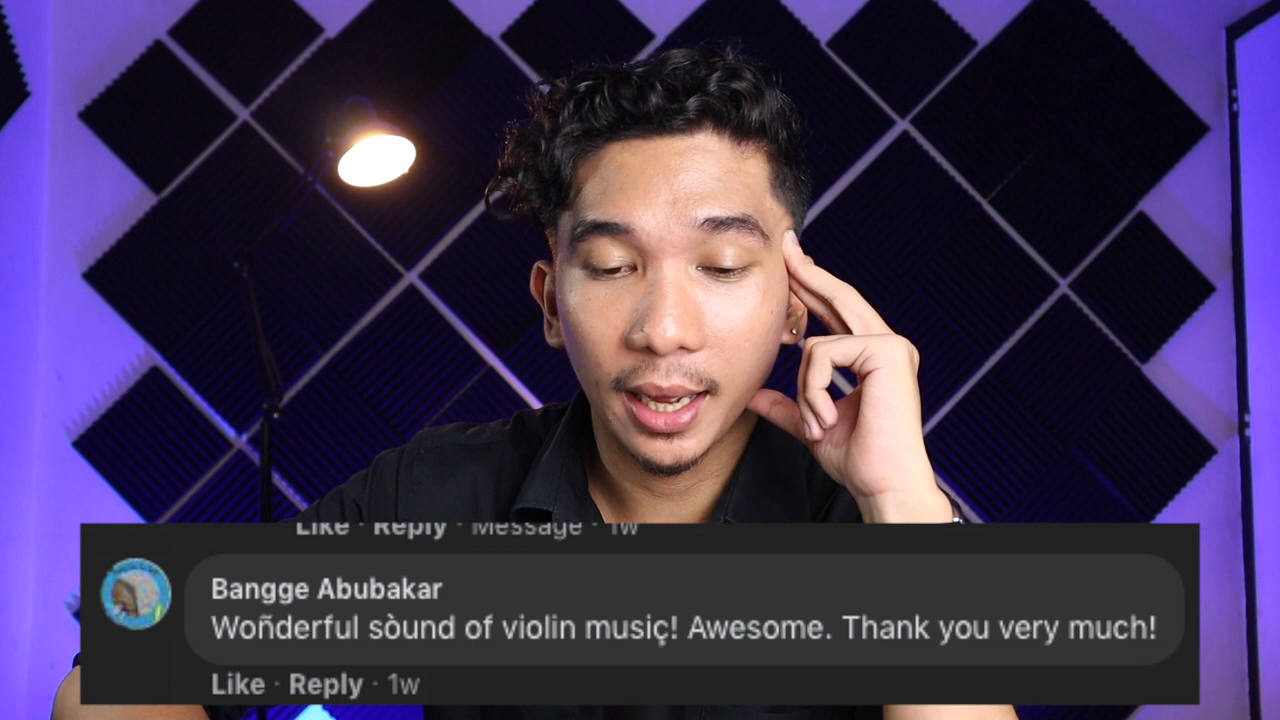 Like · Reply · Message · 1w
Bangge Abubakar
Woñderful sòund of violin musiç! Awesome. Thank you very much!
Like · Reply · 1w